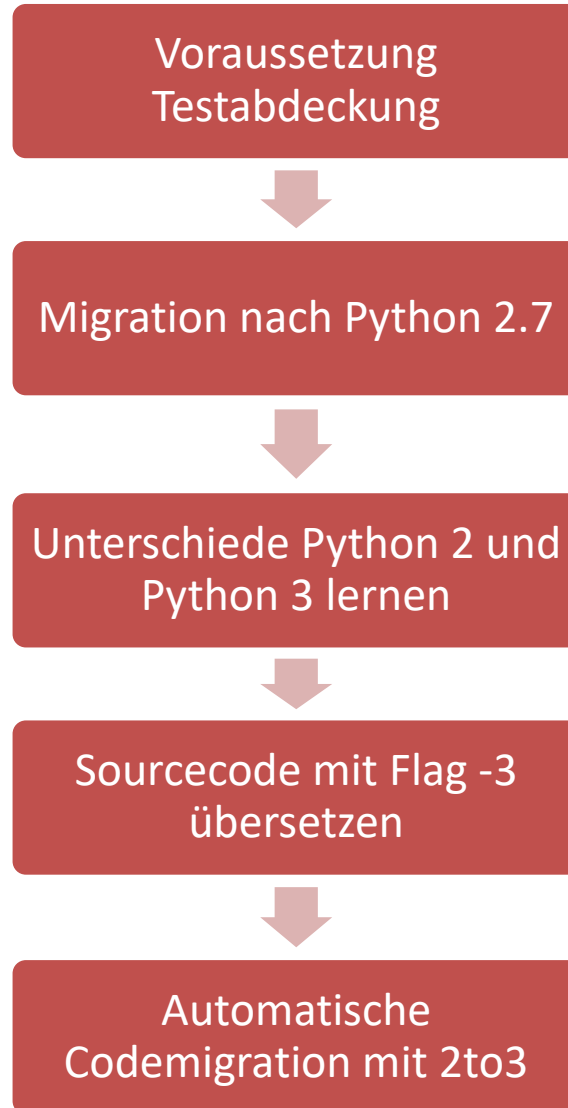 Voraussetzung
Testabdeckung
Migration nach Python 2.7
Unterschiede Python 2 und
Python 3 lernen
Sourcecode mit Flag -3
übersetzen
Automatische
Codemigration mit 2to3